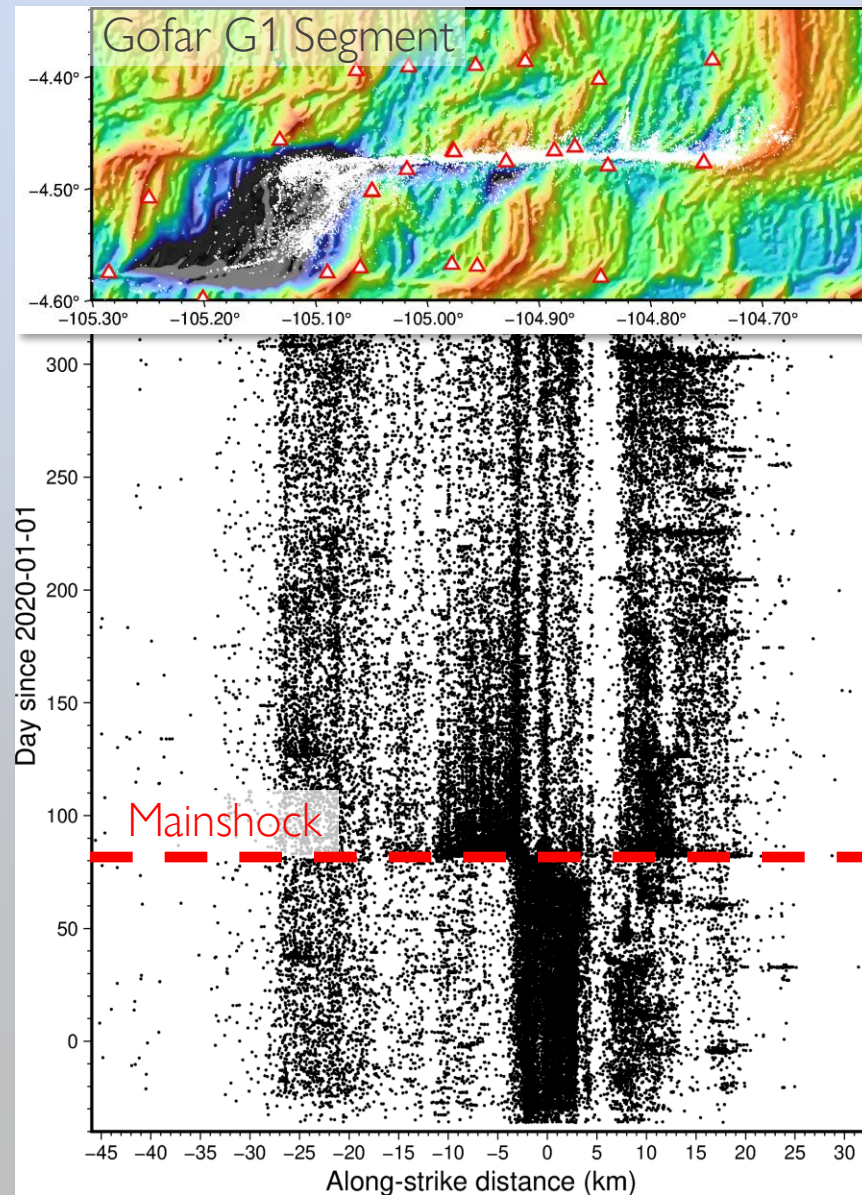 Gofar G1 Segment
−4.40°
−4.50°
−4.60°
−105.30° −105.20° −105.10° −105.00° −104.90° −104.80° −104.70°
300
250
200
150
100
50
0
Day since 2020-01-01
Mainshock
−45 −40 −35 −30 −25 −20 −15 −10 −5 0 5 10 15 20 25 30
Along-strike distance (km)